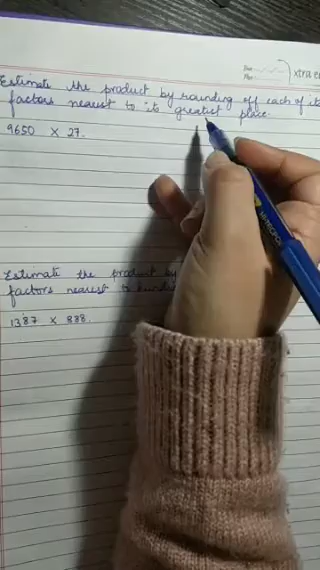 xtra
Estimate the product by rounding off each of its
factors nearest to its greatest place.
9650 × 27.
Estimate the product by
factors nearest to
1387 × 888.